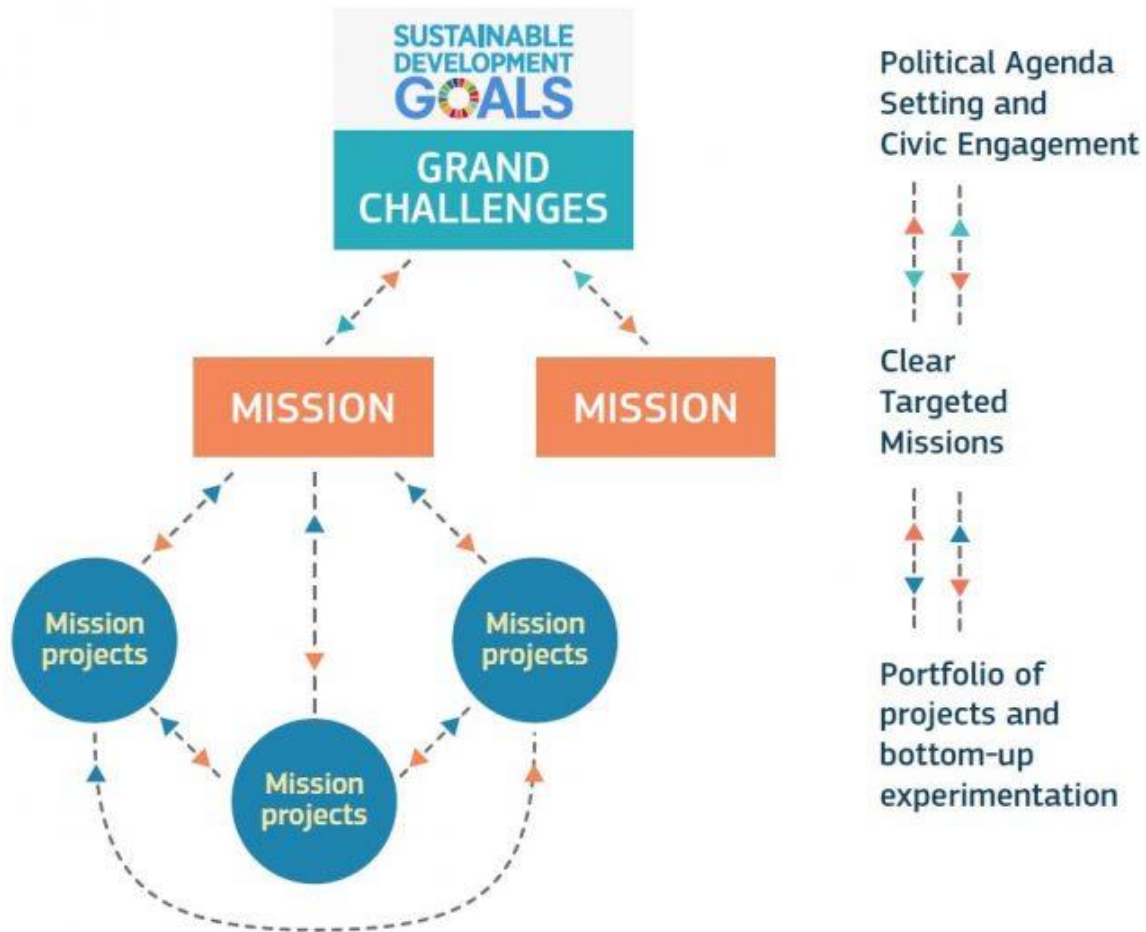 SUSTAINABLE
DEVELOPMENT
GOALS
GRAND
CHALLENGES
MISSION
MISSION
Mission
projects
Mission
projects
Mission
projects
Political Agenda
Setting and
Civic Engagement
Clear
Targeted
Missions
Portfolio of
projects and
bottom-up
experimentation